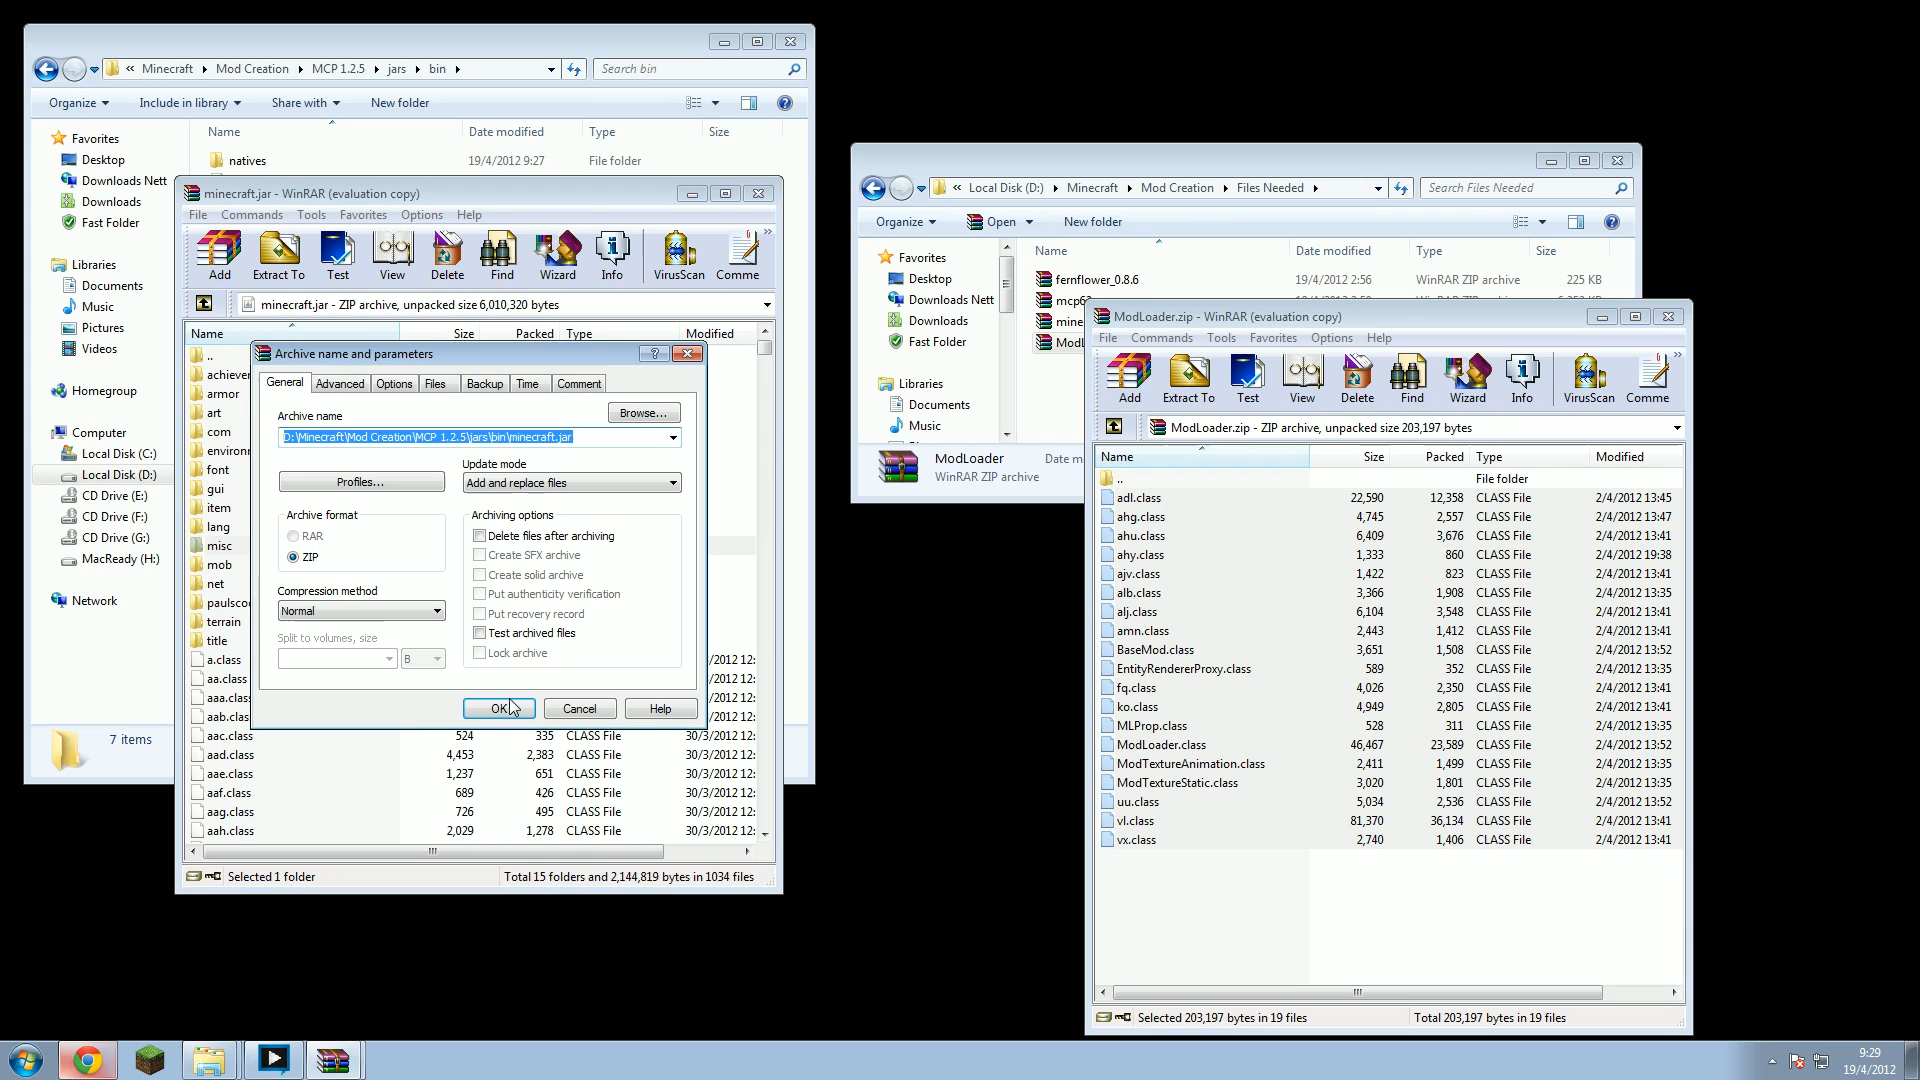 « Minecraft Mod Creation MCP 1.2.5 jars bin
Search bin
Organize Include in library Share with New folder
Name Date modified Type Size
natives 19/4/2012 9:27 File folder
Favorites
Desktop
Downloads Nett
Downloads
Fast Folder
Libraries
Documents
Music
Pictures
Videos
Homegroup
Computer
Local Disk (C:)
Local Disk (D:)
CD Drive (E:)
CD Drive (F:)
CD Drive (G:)
MacReady (H:)
Network
7 items
minecraft.jar - WinRAR (evaluation copy)
File Commands Tools Favorites Options Help
Add Extract To Test View Delete Find Wizard Info VirusScan Comme
minecraft.jar - ZIP archive, unpacked size 6,010,320 bytes
Name Size Packed Type Modified
..
achiever
armor
art
com
environ
font
gui
item
lang
misc
mob
net
paulsco
terrain
title
a.class /2012 12:
aa.class /2012 12:
aaa.class /2012 12:
aab.class /2012 12:
aac.class 524 335 CLASS File 30/3/2012 12:
aad.class 4,453 2,383 CLASS File 30/3/2012 12:
aae.class 1,237 651 CLASS File 30/3/2012 12:
aaf.class 689 426 CLASS File 30/3/2012 12:
aag.class 726 495 CLASS File 30/3/2012 12:
aah.class 2,029 1,278 CLASS File 30/3/2012 12:
Selected 1 folder Total 15 folders and 2,144,819 bytes in 1034 files
Archive name and parameters
General Advanced Options Files Backup Time Comment
Archive name
Browse...
D:\Minecraft\Mod Creation\MCP 1.2.5\jars\bin\minecraft.jar
Profiles...
Update mode
Add and replace files
Archive format
RAR
ZIP
Compression method
Normal
Split to volumes, size
B
Archiving options
Delete files after archiving
Create SFX archive
Create solid archive
Put authenticity verification
Put recovery record
Test archived files
Lock archive
OK Cancel Help
« Local Disk (D:) Minecraft Mod Creation Files Needed
Search Files Needed
Organize Open New folder
Name Date modified Type Size
fernflower_0.8.6 19/4/2012 2:56 WinRAR ZIP archive 225 KB
mcp6
mine
ModL
Favorites
Desktop
Downloads Nett
Downloads
Fast Folder
Libraries
Documents
Music
ModLoader Date m
WinRAR ZIP archive
ModLoader.zip - WinRAR (evaluation copy)
File Commands Tools Favorites Options Help
Add Extract To Test View Delete Find Wizard Info VirusScan Comme
ModLoader.zip - ZIP archive, unpacked size 203,197 bytes
Name Size Packed Type Modified
.. File folder
adl.class 22,590 12,358 CLASS File 2/4/2012 13:45
ahg.class 4,745 2,557 CLASS File 2/4/2012 13:47
ahu.class 6,409 3,676 CLASS File 2/4/2012 13:41
ahy.class 1,333 860 CLASS File 2/4/2012 19:38
ajv.class 1,422 823 CLASS File 2/4/2012 13:41
alb.class 3,366 1,908 CLASS File 2/4/2012 13:35
alj.class 6,104 3,548 CLASS File 2/4/2012 13:41
amn.class 2,443 1,412 CLASS File 2/4/2012 13:41
BaseMod.class 3,651 1,508 CLASS File 2/4/2012 13:52
EntityRendererProxy.class 589 352 CLASS File 2/4/2012 13:35
fq.class 4,026 2,350 CLASS File 2/4/2012 13:41
ko.class 4,949 2,805 CLASS File 2/4/2012 13:41
MLProp.class 528 311 CLASS File 2/4/2012 13:35
ModLoader.class 46,467 23,589 CLASS File 2/4/2012 13:52
ModTextureAnimation.class 2,411 1,499 CLASS File 2/4/2012 13:35
ModTextureStatic.class 3,020 1,801 CLASS File 2/4/2012 13:35
uu.class 5,034 2,536 CLASS File 2/4/2012 13:52
vl.class 81,370 36,134 CLASS File 2/4/2012 13:41
vx.class 2,740 1,406 CLASS File 2/4/2012 13:41
Selected 203,197 bytes in 19 files Total 203,197 bytes in 19 files
9:29
19/4/2012